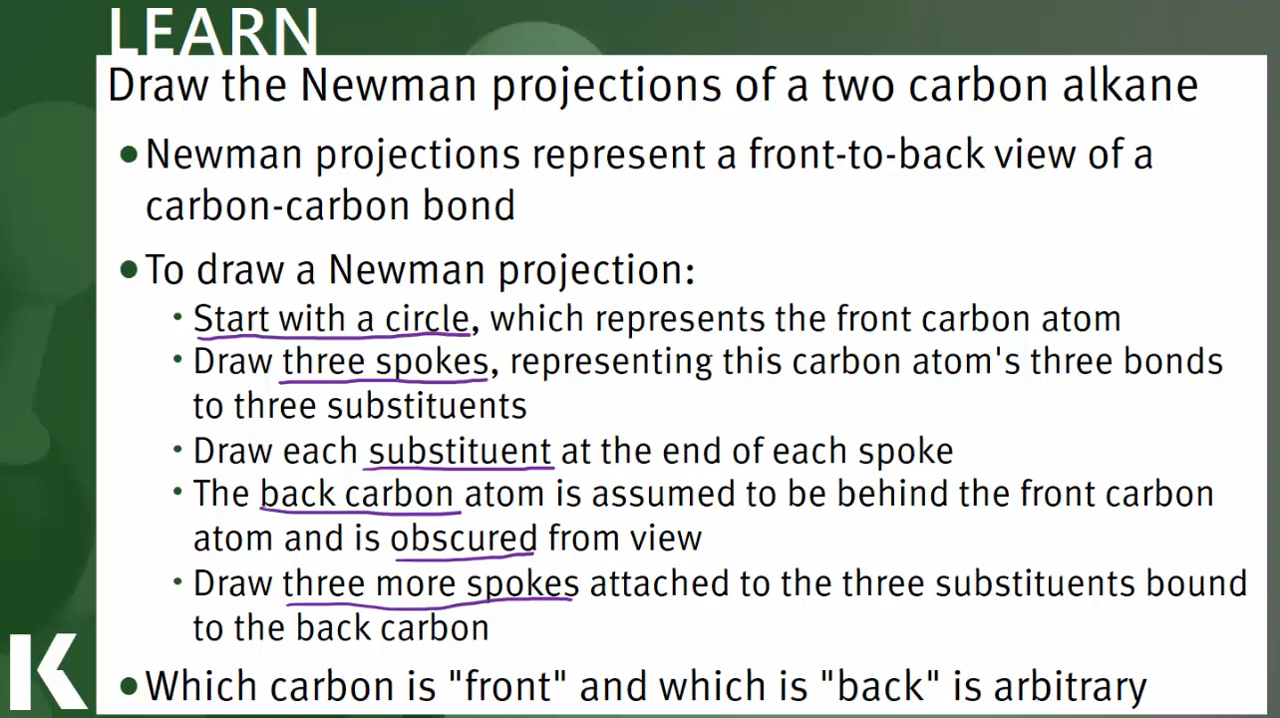 LEARN
Draw the Newman projections of a two carbon alkane
•Newman projections represent a front-to-back view of a
carbon-carbon bond
•To draw a Newman projection:
• Start with a circle, which represents the front carbon atom
• Draw three spokes, representing this carbon atom's three bonds
to three substituents
• Draw each substituent at the end of each spoke
• The back carbon atom is assumed to be behind the front carbon
atom and is obscured from view
• Draw three more spokes attached to the three substituents bound
to the back carbon
•Which carbon is "front" and which is "back" is arbitrary
K